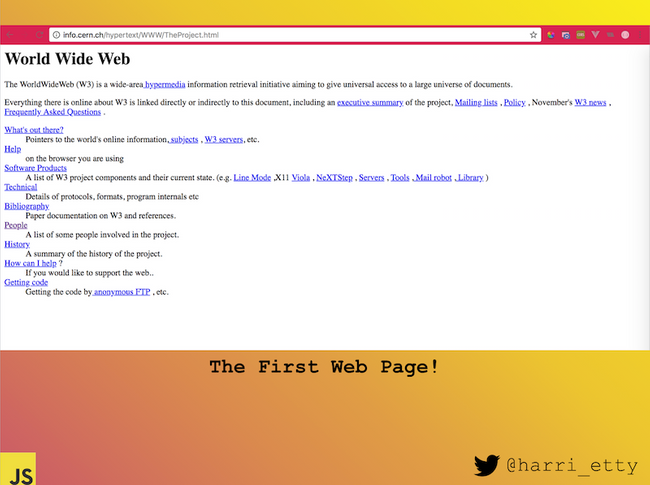 info.cern.ch/hypertext/WWW/TheProject.html
World Wide Web
The WorldWideWeb (W3) is a wide-area hypermedia information retrieval initiative aiming to give universal access to a large universe of documents.
Everything there is online about W3 is linked directly or indirectly to this document, including an executive summary of the project, Mailing lists , Policy , November's W3 news ,
Frequently Asked Questions .
What's out there?
Pointers to the world's online information, subjects , W3 servers, etc.
Help
on the browser you are using
Software Products
A list of W3 project components and their current state. (e.g. Line Mode ,X11 Viola , NeXTStep , Servers , Tools , Mail robot , Library )
Technical
Details of protocols, formats, program internals etc
Bibliography
Paper documentation on W3 and references.
People
A list of some people involved in the project.
History
A summary of the history of the project.
How can I help ?
If you would like to support the web..
Getting code
Getting the code by anonymous FTP , etc.
The First Web Page!
JS
@harri_etty